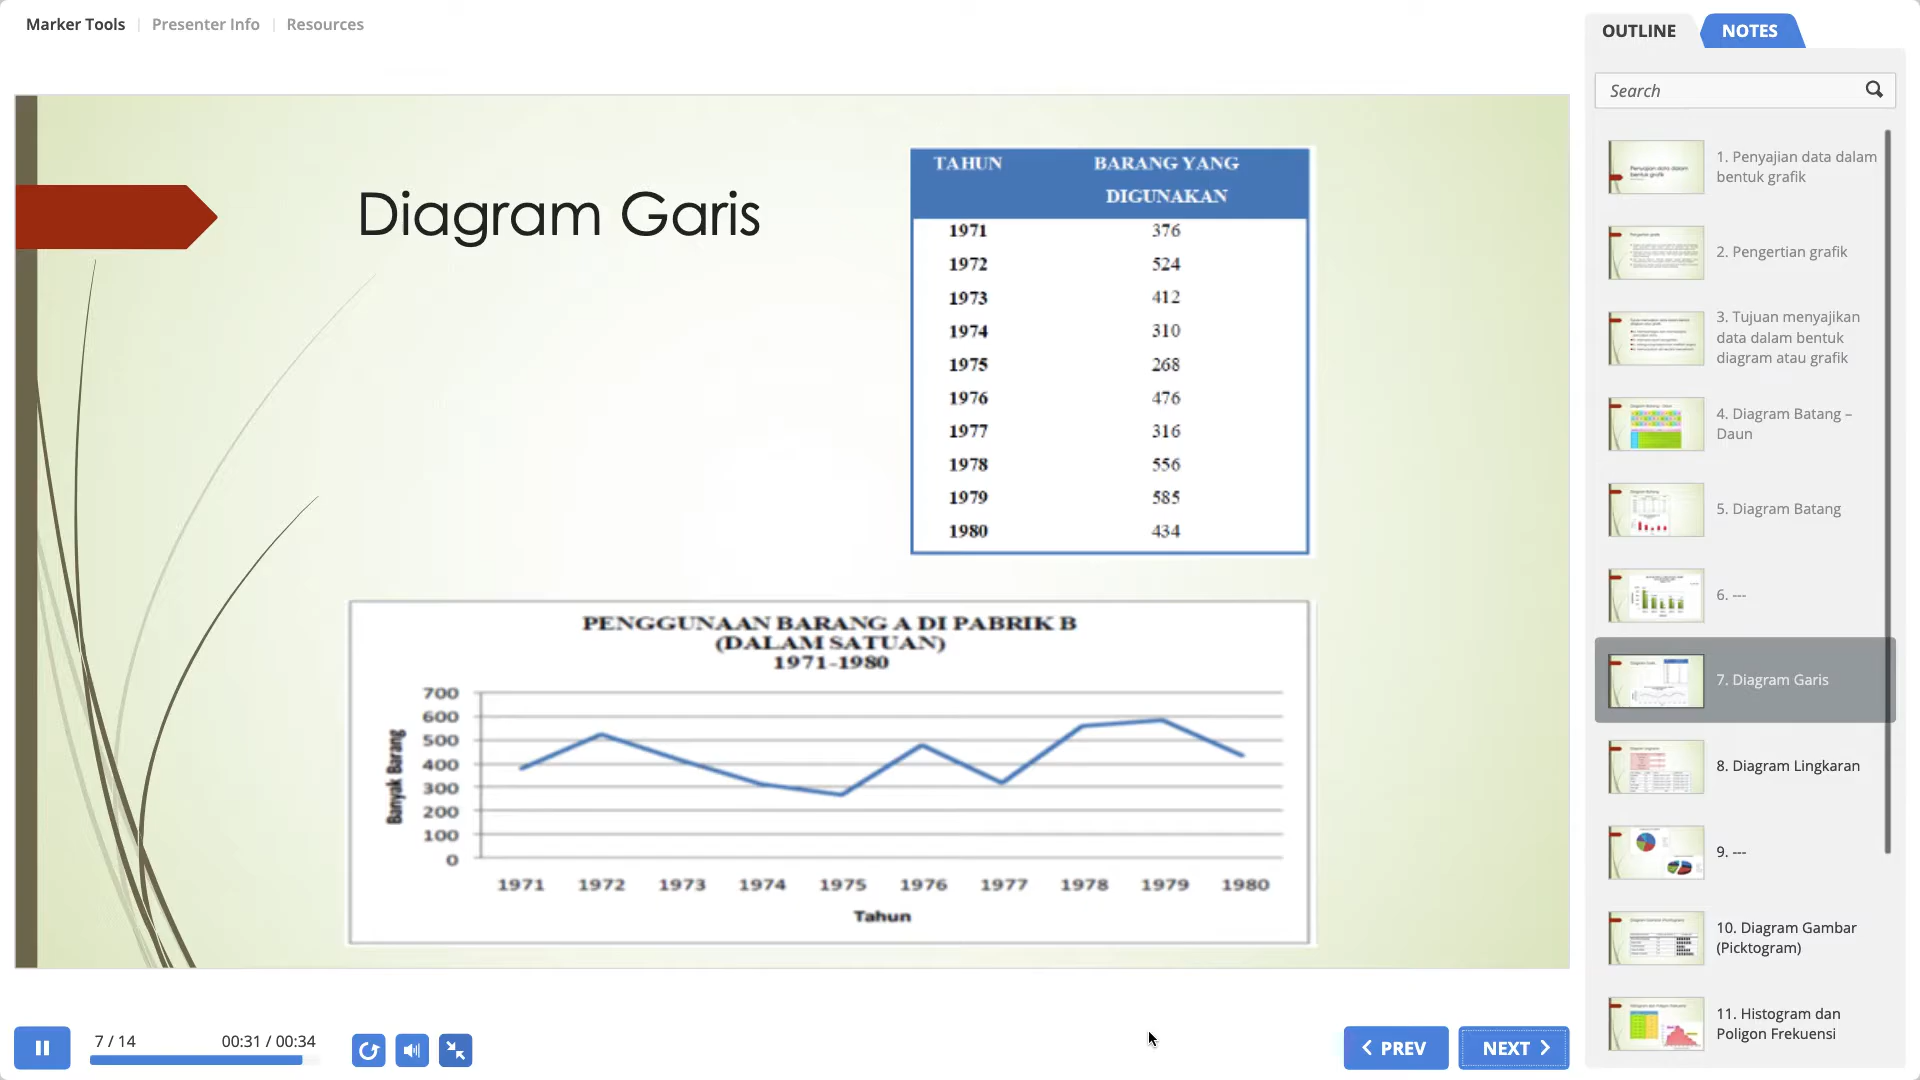 Marker Tools
Presenter Info
Resources
OUTLINE
NOTES
Search
Diagram Garis
TAHUN BARANG YANG
DIGUNAKAN
1971 376
1972 524
1973 412
1974 310
1975 268
1976 476
1977 316
1978 556
1979 585
1980 434
PENGGUNAAN BARANG A DI PABRIK B
(DALAM SATUAN)
1971-1980
700
600
500
400
300
200
100
0
Banyak Barang
1971 1972 1973 1974 1975 1976 1977 1978 1979 1980
Tahun
1. Penyajian data dalam
bentuk grafik
2. Pengertian grafik
3. Tujuan menyajikan
data dalam bentuk
diagram atau grafik
4. Diagram Batang –
Daun
5. Diagram Batang
6. ---
7. Diagram Garis
8. Diagram Lingkaran
9. ---
10. Diagram Gambar
(Picktogram)
11. Histogram dan
Poligon Frekuensi
7 / 14
00:31 / 00:34
PREV
NEXT